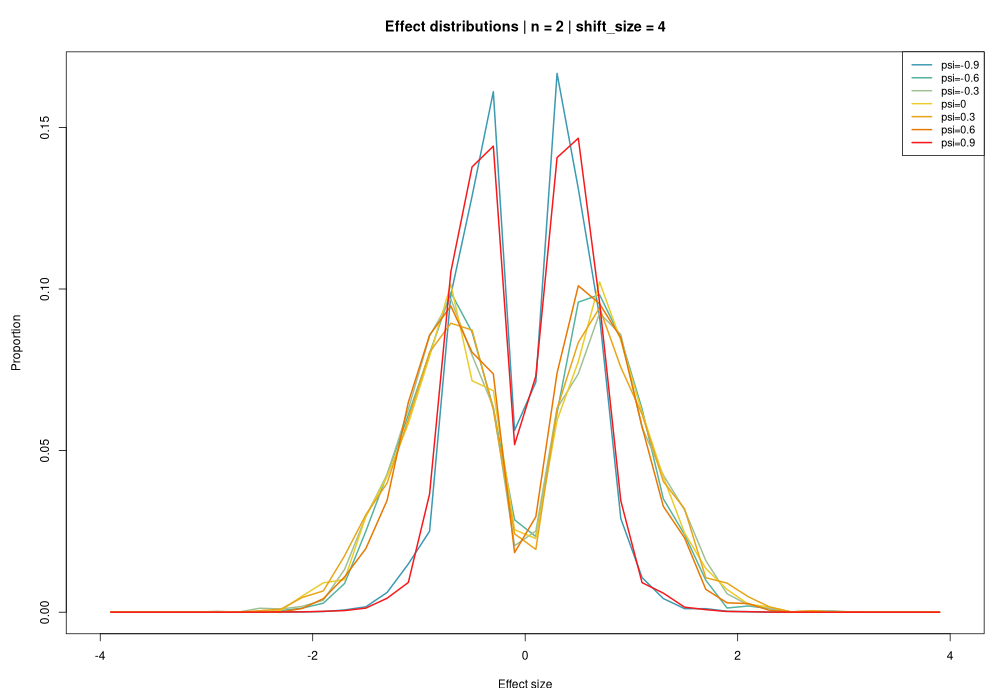 Effect distributions | n = 2 | shift_size = 4
psi=-0.9
psi=-0.6
psi=-0.3
psi=0
psi=0.3
psi=0.6
psi=0.9
Proportion
0.15
0.10
0.05
0.00
-4 -2 0 2 4
Effect size